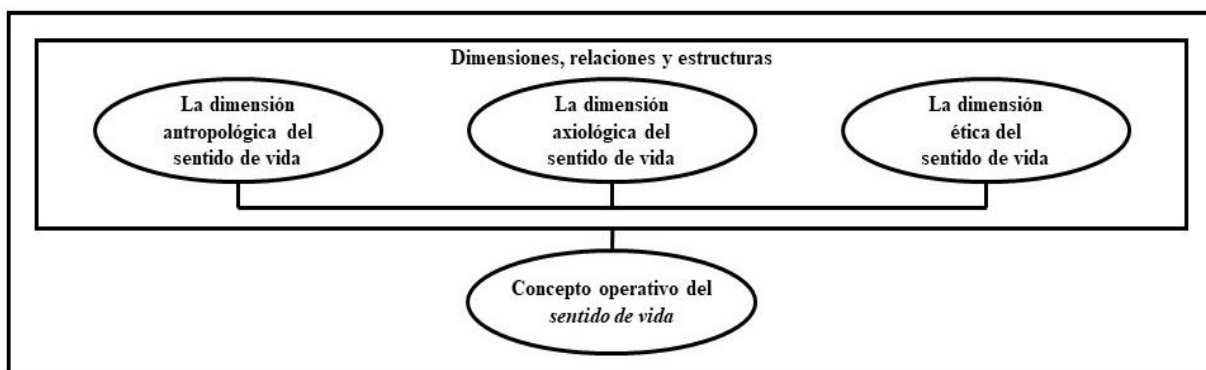 Dimensiones, relaciones y estructuras
La dimensión
antropológica del
sentido de vida
La dimensión
axiológica del
sentido de vida
La dimensión
ética del
sentido de vida
Concepto operativo del
sentido de vida